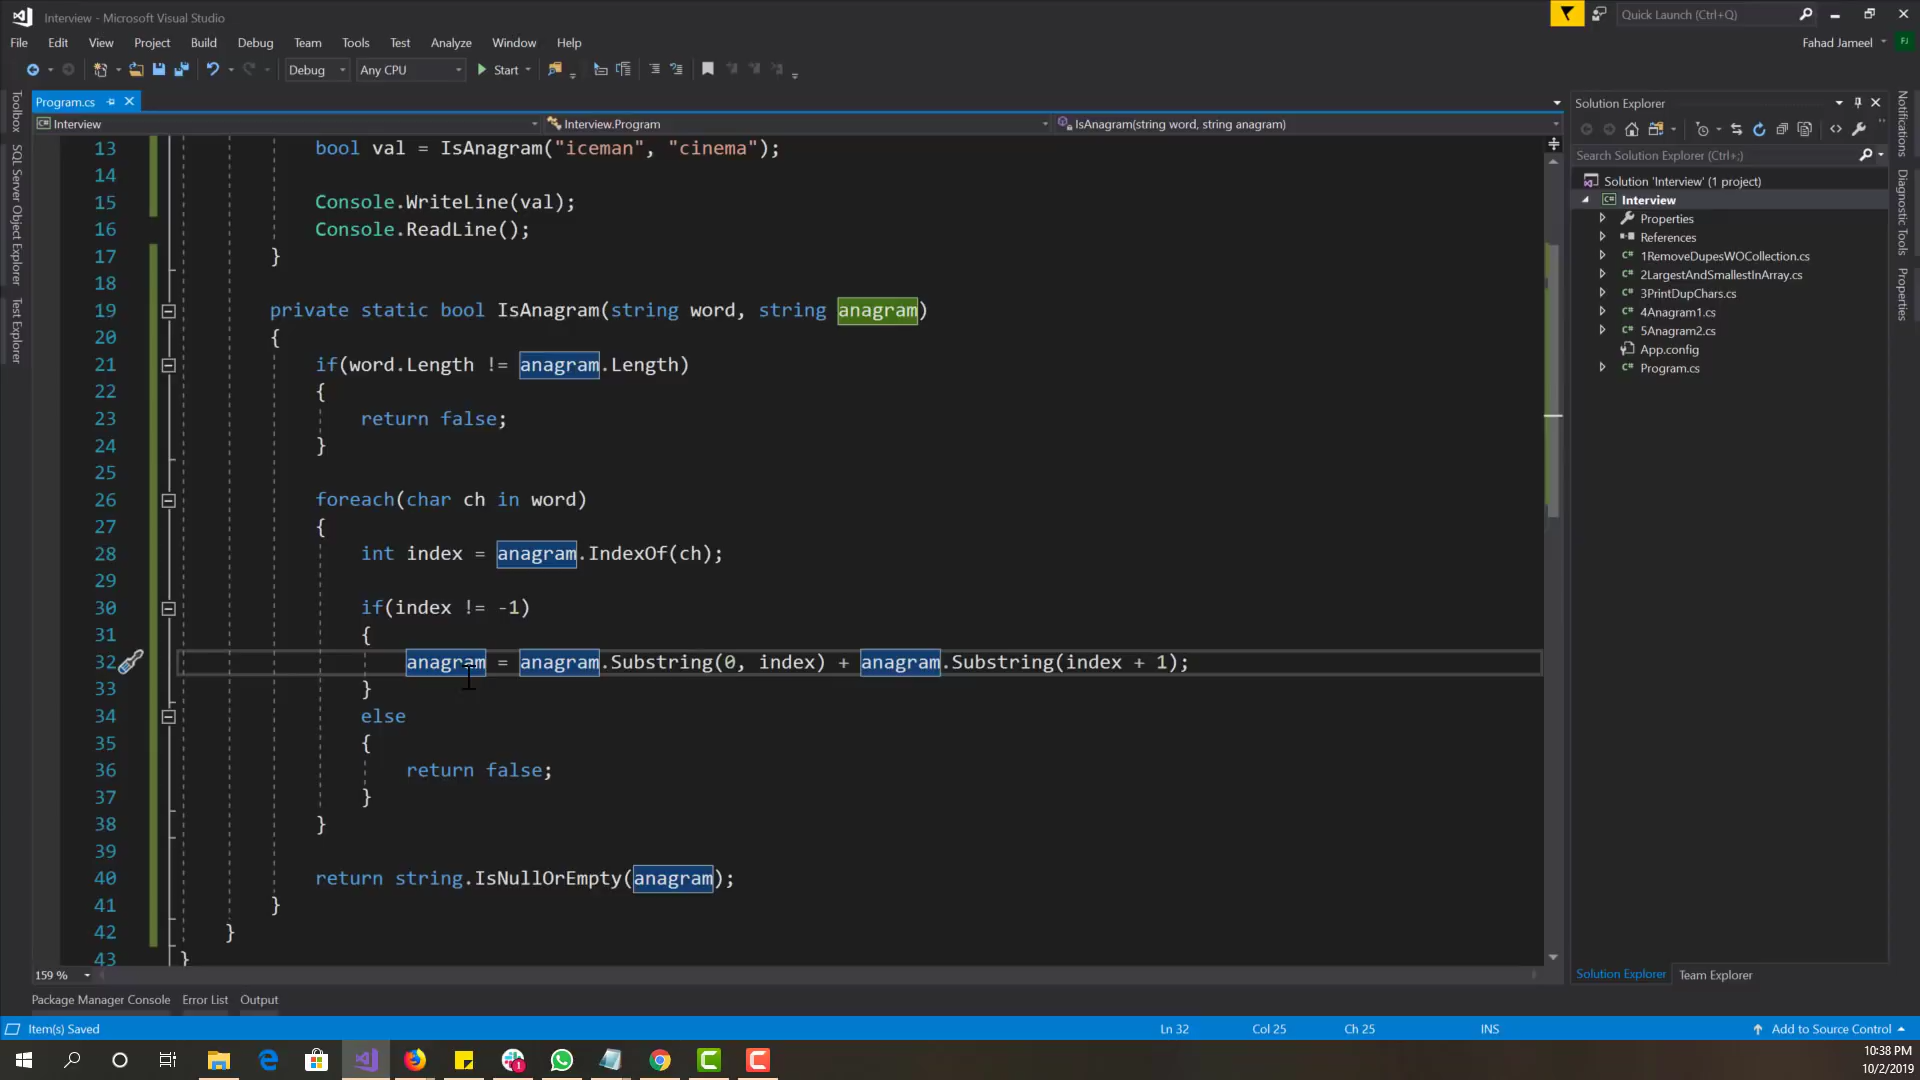 Interview - Microsoft Visual Studio
Quick Launch (Ctrl+Q)
File Edit View Project Build Debug Team Tools Test Analyze Window Help
Fahad Jameel FJ
Debug Any CPU Start
Program.cs
Interview Interview.Program IsAnagram(string word, string anagram)
13 bool val = IsAnagram("iceman", "cinema");
14
15 Console.WriteLine(val);
16 Console.ReadLine();
17 }
18
19 private static bool IsAnagram(string word, string anagram)
20 {
21 if(word.Length != anagram.Length)
22 {
23 return false;
24 }
25
26 foreach(char ch in word)
27 {
28 int index = anagram.IndexOf(ch);
29
30 if(index != -1)
31 {
32 anagram = anagram.Substring(0, index) + anagram.Substring(index + 1);
33 }
34 else
35 {
36 return false;
37 }
38 }
39
40 return string.IsNullOrEmpty(anagram);
41 }
42 }
43 }
159 %
Toolbox
SQL Server Object Explorer
Test Explorer
Solution Explorer
Search Solution Explorer (Ctrl+;)
Solution 'Interview' (1 project)
Interview
Properties
References
1RemoveDupesWOCollection.cs
2LargestAndSmallestInArray.cs
3PrintDupChars.cs
4Anagram1.cs
5Anagram2.cs
App.config
Program.cs
Solution Explorer Team Explorer
Notifications
Diagnostic Tools
Properties
Package Manager Console Error List Output
Item(s) Saved Ln 32 Col 25 Ch 25 INS Add to Source Control
10:38 PM
10/2/2019